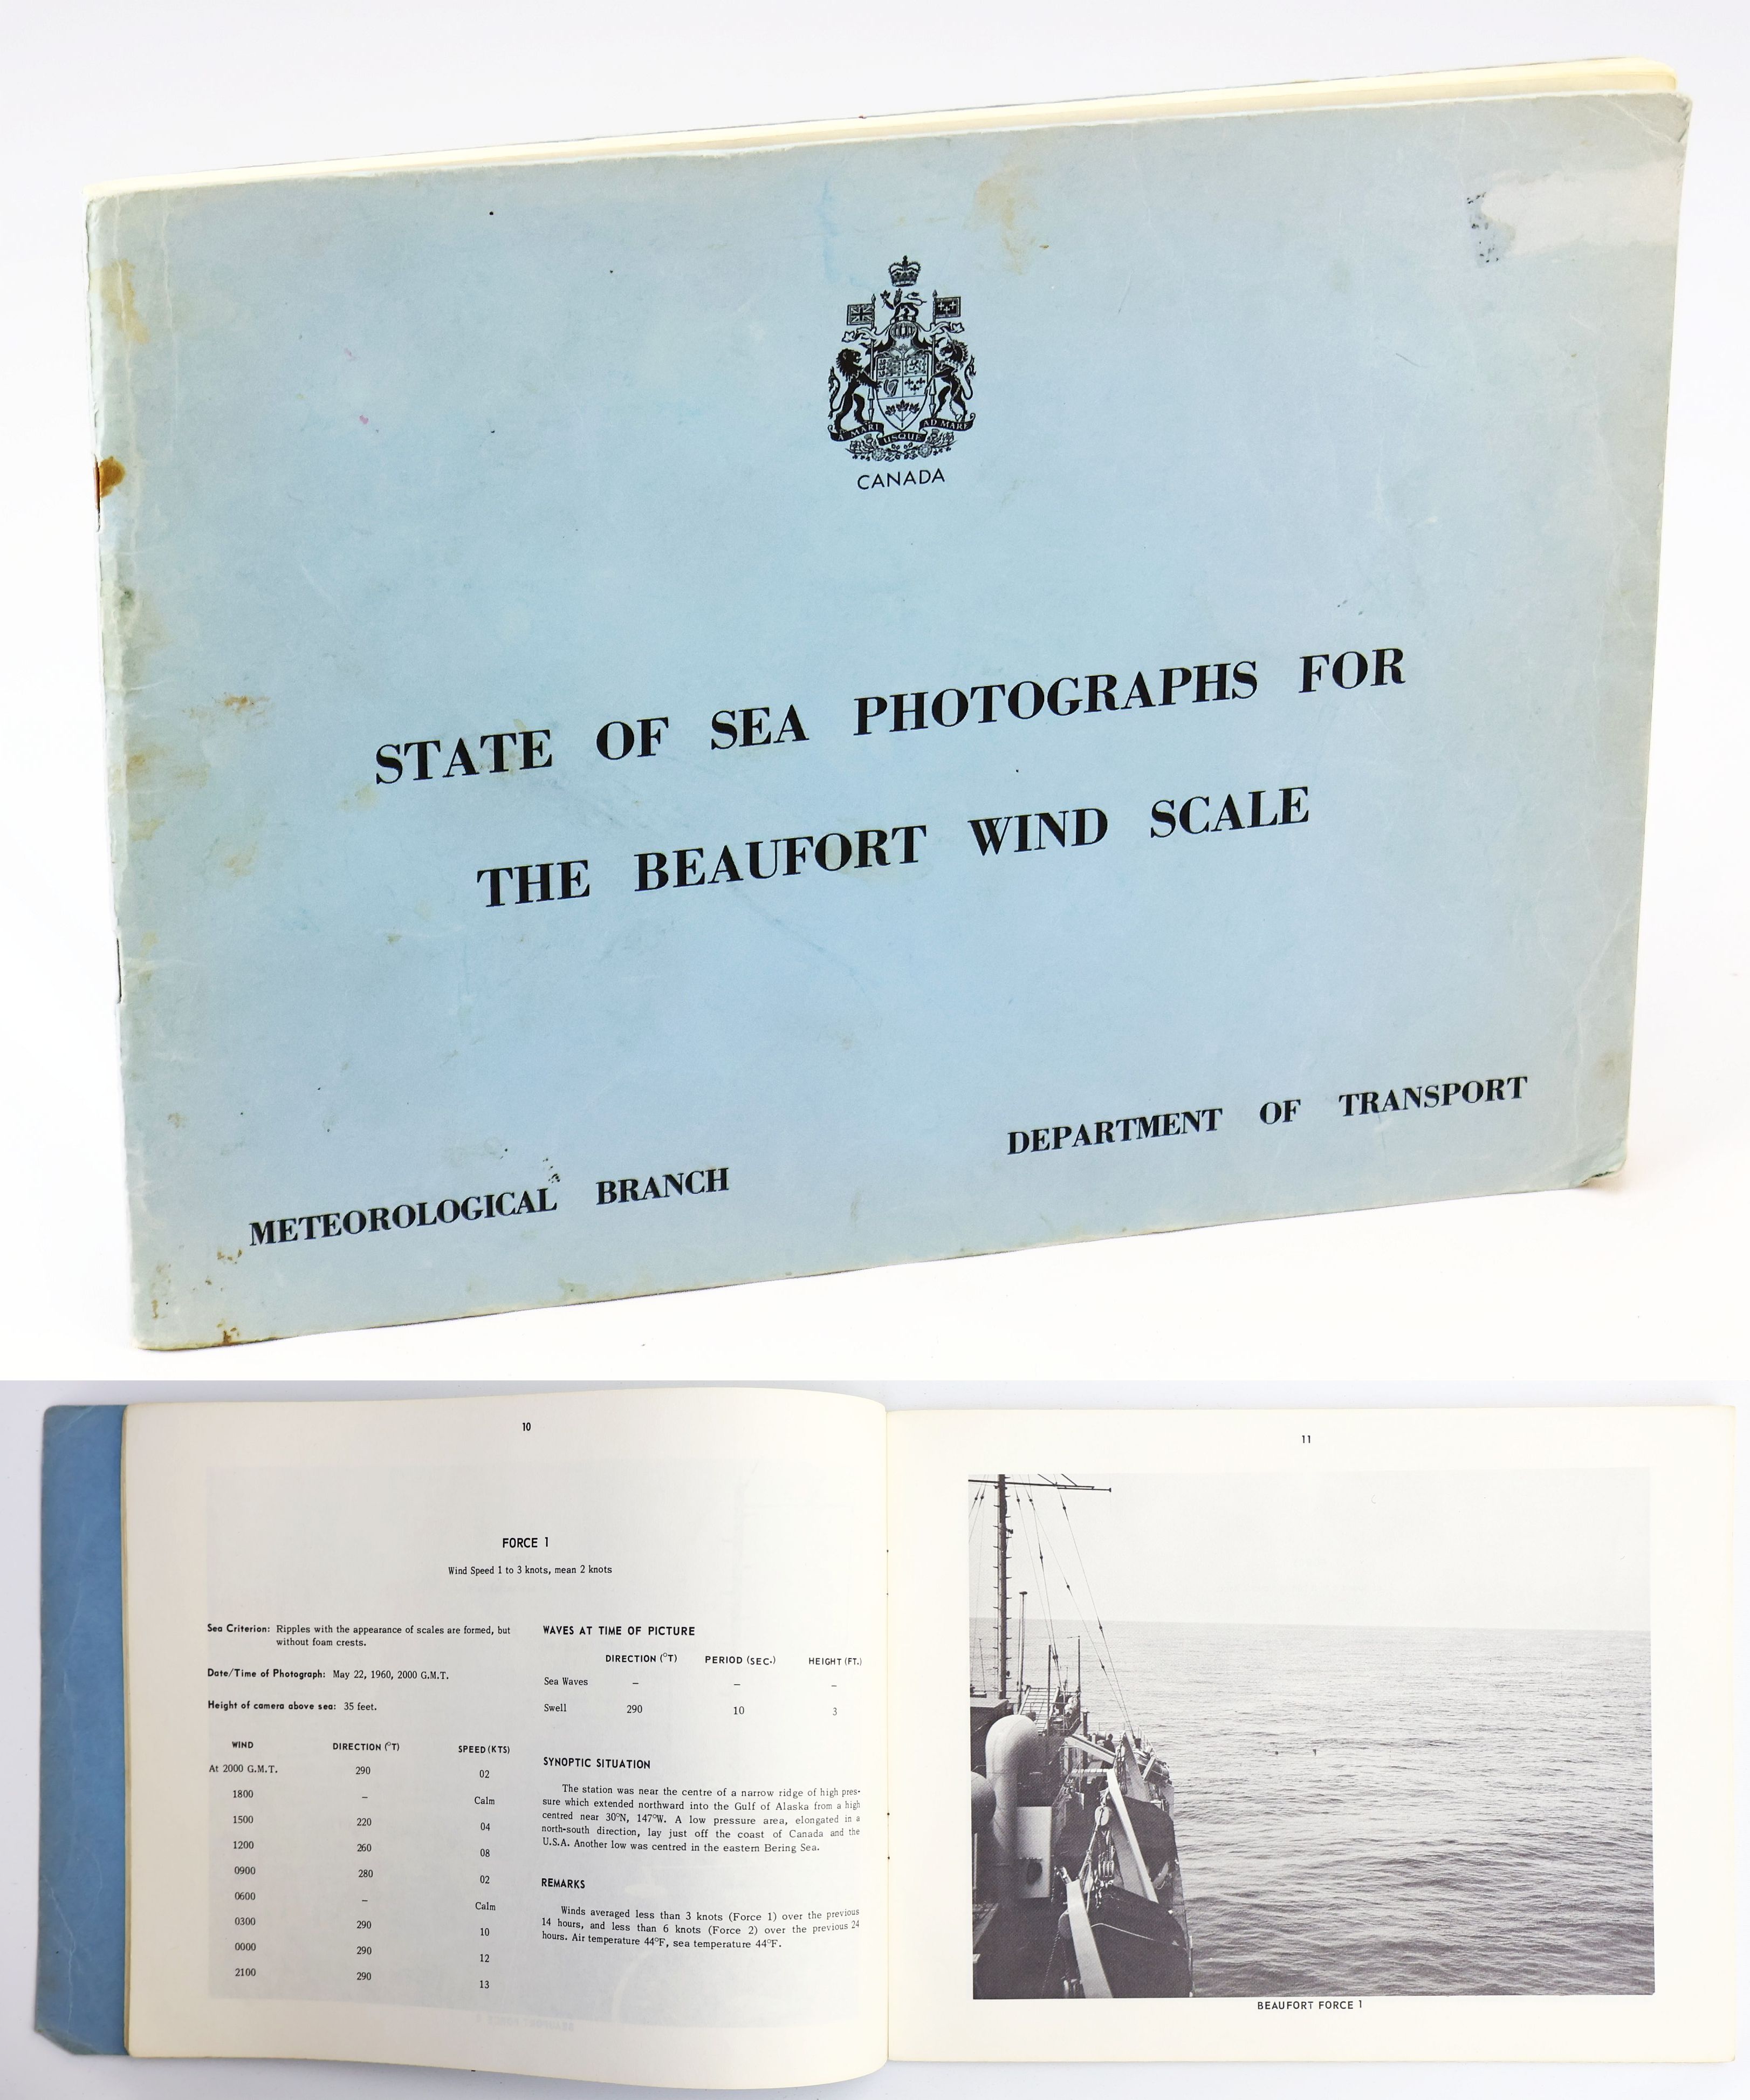 A MARI USQUE AD MARE
CANADA
STATE OF SEA PHOTOGRAPHS FOR
THE BEAUFORT WIND SCALE
METEOROLOGICAL BRANCH
DEPARTMENT OF TRANSPORT
10
FORCE 1
Wind Speed 1 to 3 knots, mean 2 knots
Sea Criterion: Ripples with the appearance of scales are formed, but
without foam crests.
Date/Time of Photograph: May 22, 1960, 2000 G.M.T.
Height of camera above sea: 35 feet.
WIND DIRECTION (°T) SPEED (KTS)
At 2000 G.M.T. 290 02
1800 – Calm
1500 220 04
1200 260 08
0900 280 02
0600 – Calm
0300 290 10
0000 290 12
2100 290 13
WAVES AT TIME OF PICTURE
DIRECTION (°T) PERIOD (SEC.) HEIGHT (FT.)
Sea Waves – – –
Swell 290 10 3
SYNOPTIC SITUATION
The station was near the centre of a narrow ridge of high pres-
sure which extended northward into the Gulf of Alaska from a high
centred near 30°N, 147°W. A low pressure area, elongated in a
north-south direction, lay just off the coast of Canada and the
U.S.A. Another low was centred in the eastern Bering Sea.
REMARKS
Winds averaged less than 3 knots (Force 1) over the previous
14 hours, and less than 6 knots (Force 2) over the previous 24
hours. Air temperature 44°F, sea temperature 44°F.
11
BEAUFORT FORCE 1